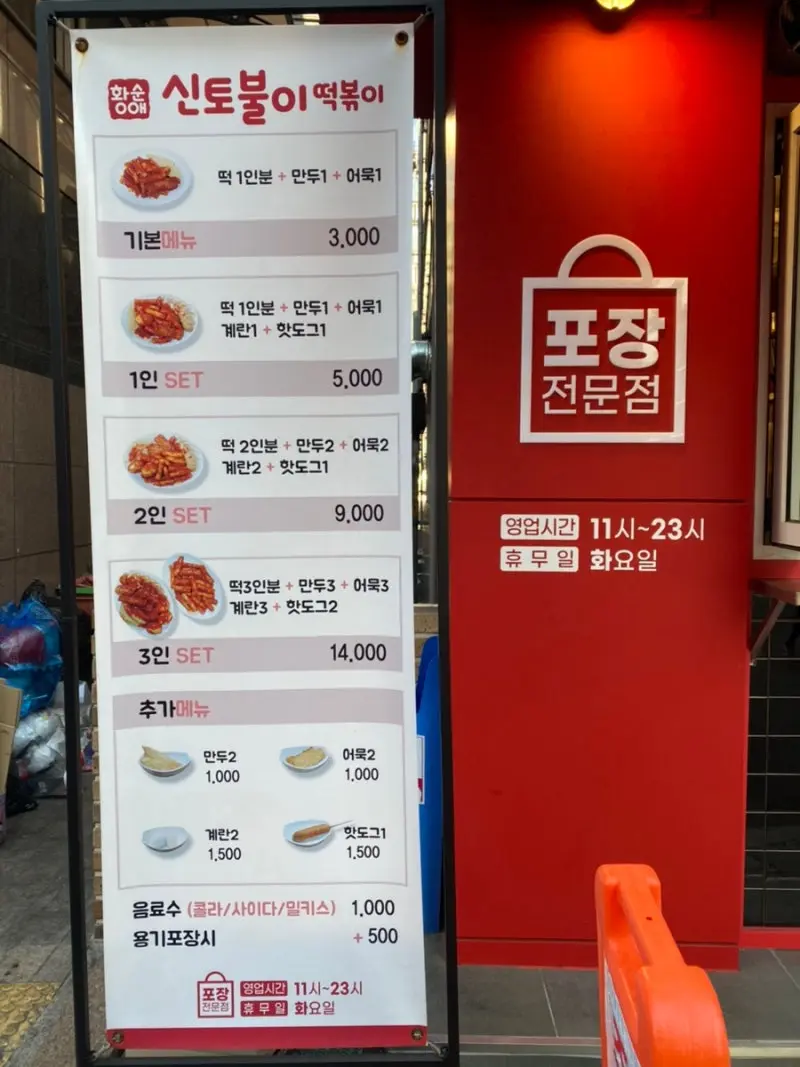 황순애 신토불이 떡볶이
떡 1인분 + 만두1 + 어묵1
기본메뉴 3,000
떡 1인분 + 만두1 + 어묵1
계란1 + 핫도그1
1인 SET 5,000
떡 2인분 + 만두2 + 어묵2
계란2 + 핫도그1
2인 SET 9,000
떡3인분 + 만두3 + 어묵3
계란3 + 핫도그2
3인 SET 14,000
추가메뉴
만두2 어묵2
1,000 1,000
계란2 핫도그1
1,500 1,500
음료수 (콜라/사이다/밀키스) 1,000
용기포장시 + 500
포장 전문점
영업시간 11시~23시
휴무일 화요일
포장
전문점
영업시간 11시~23시
휴무일 화요일